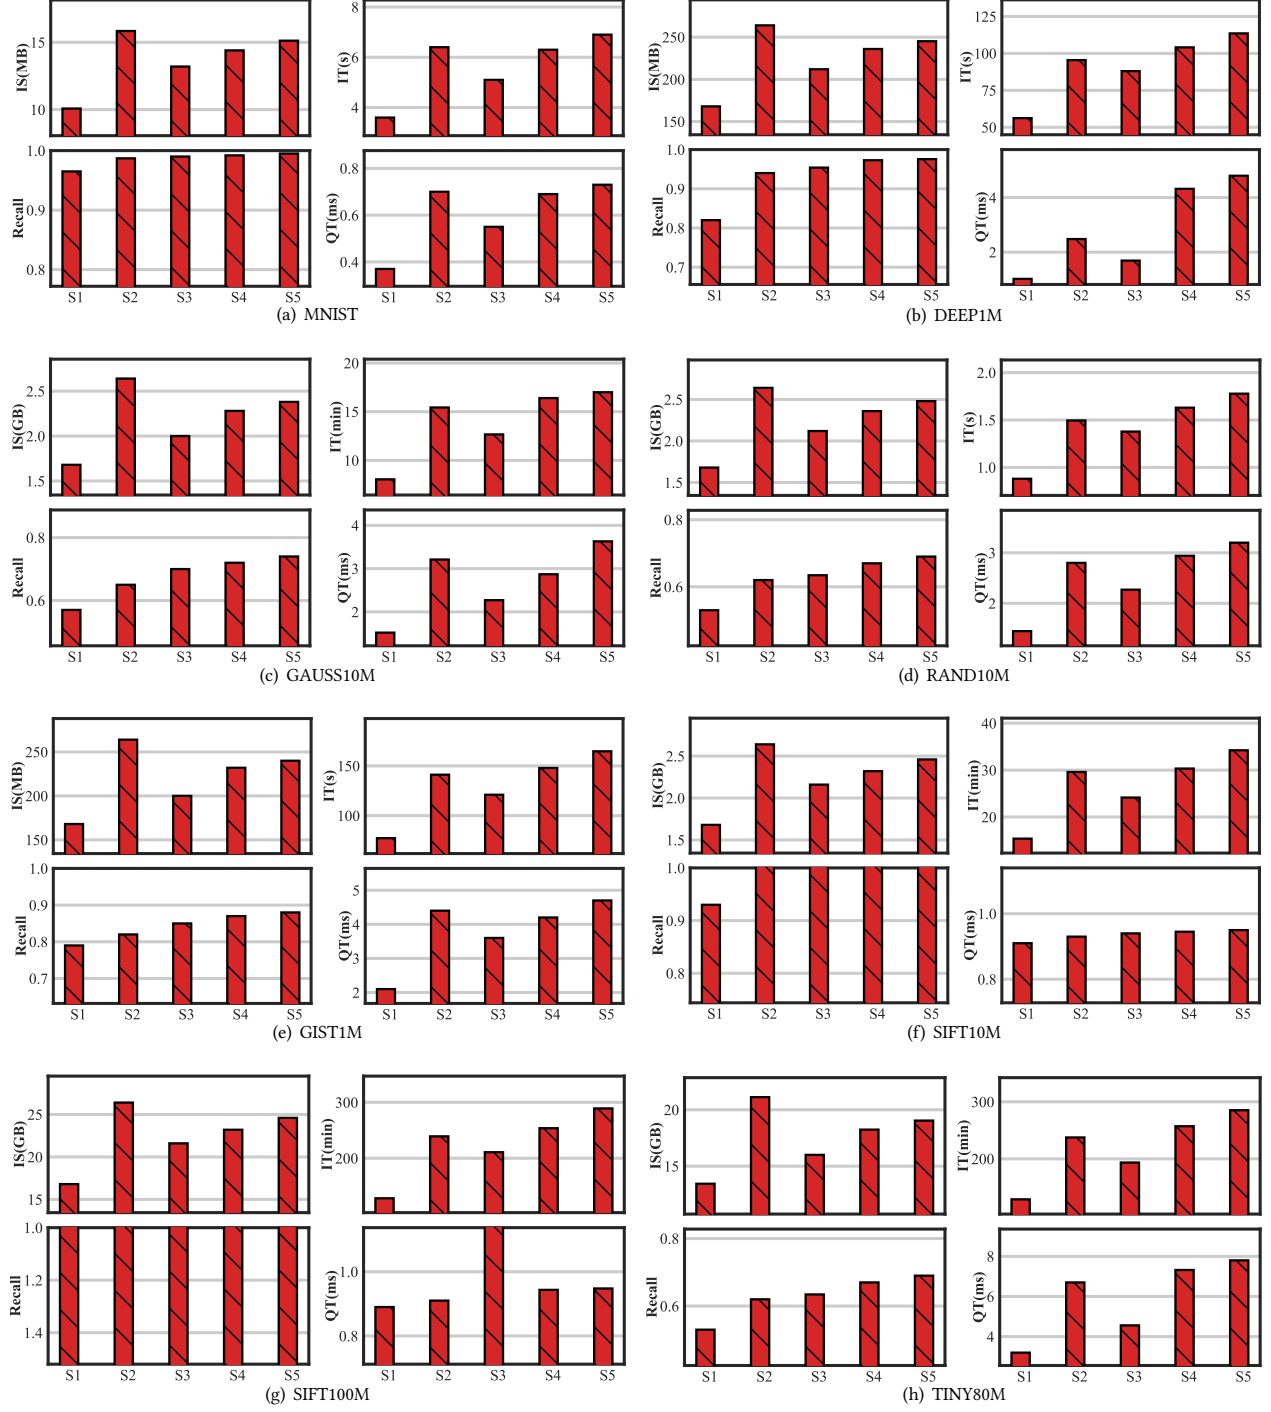 IS(MB)
15
10
IT(s)
8
6
4
Recall
1.0
0.9
0.8
QT(ms)
0.8
0.6
0.4
S1 S2 S3 S4 S5
S1 S2 S3 S4 S5
(a) MNIST
IS(MB)
250
200
150
IT(s)
125
100
75
50
Recall
1.0
0.9
0.8
0.7
QT(ms)
4
2
S1 S2 S3 S4 S5
S1 S2 S3 S4 S5
(b) DEEP1M
IS(GB)
2.5
2.0
1.5
IT(min)
20
15
10
Recall
0.8
0.6
QT(ms)
4
3
2
S1 S2 S3 S4 S5
S1 S2 S3 S4 S5
(c) GAUSS10M
IS(GB)
2.5
2.0
1.5
IT(s)
2.0
1.5
1.0
Recall
0.8
0.6
QT(ms)
3
2
S1 S2 S3 S4 S5
S1 S2 S3 S4 S5
(d) RAND10M
IS(MB)
250
200
150
IT(s)
150
100
Recall
1.0
0.9
0.8
0.7
QT(ms)
5
4
3
2
S1 S2 S3 S4 S5
S1 S2 S3 S4 S5
(e) GIST1M
IS(GB)
2.5
2.0
1.5
IT(min)
40
30
20
Recall
1.0
0.9
0.8
QT(ms)
1.0
0.8
S1 S2 S3 S4 S5
S1 S2 S3 S4 S5
(f) SIFT10M
IS(GB)
25
20
15
IT(min)
300
200
Recall
1.0
1.2
1.4
QT(ms)
1.0
0.8
S1 S2 S3 S4 S5
S1 S2 S3 S4 S5
(g) SIFT100M
IS(GB)
20
15
IT(min)
300
200
Recall
0.8
0.6
QT(ms)
8
6
4
S1 S2 S3 S4 S5
S1 S2 S3 S4 S5
(h) TINY80M